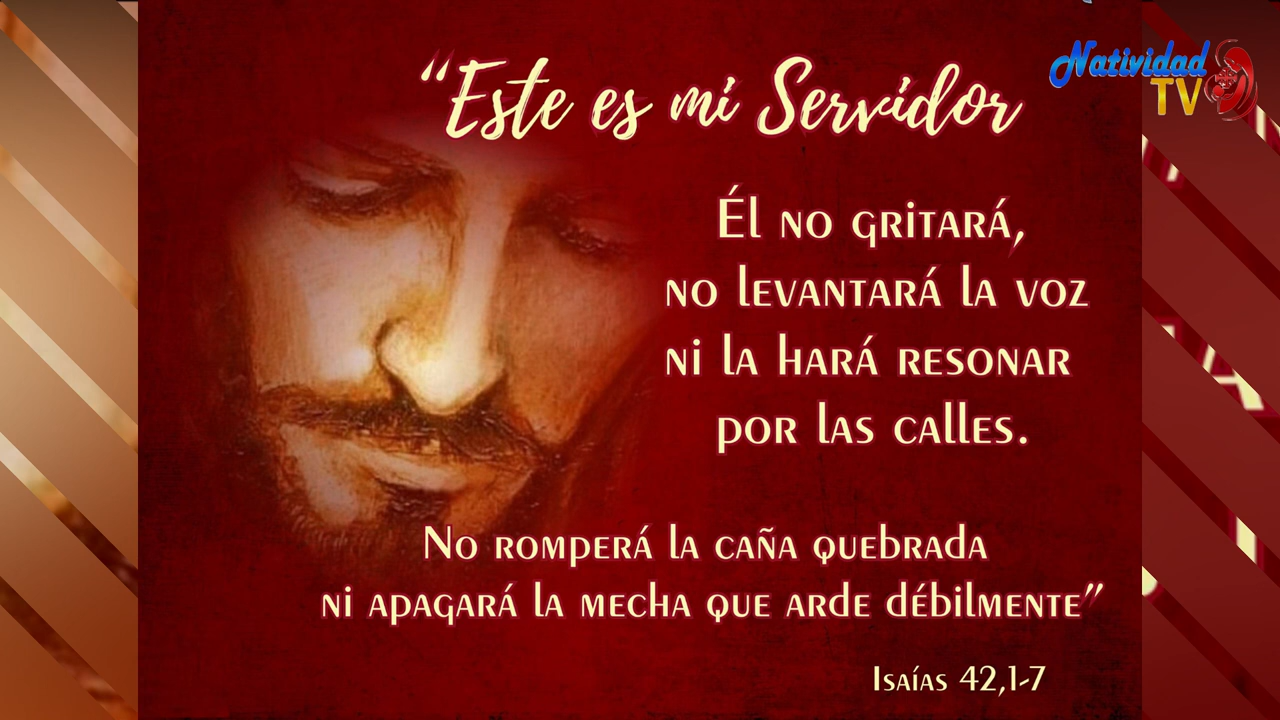 “Este es mi Servidor
Natividad
TV
Él no gritará,
no levantará la voz
ni la hará resonar
por las calles.
No romperá la caña quebrada
ni apagará la mecha que arde débilmente”
Isaías 42,1-7